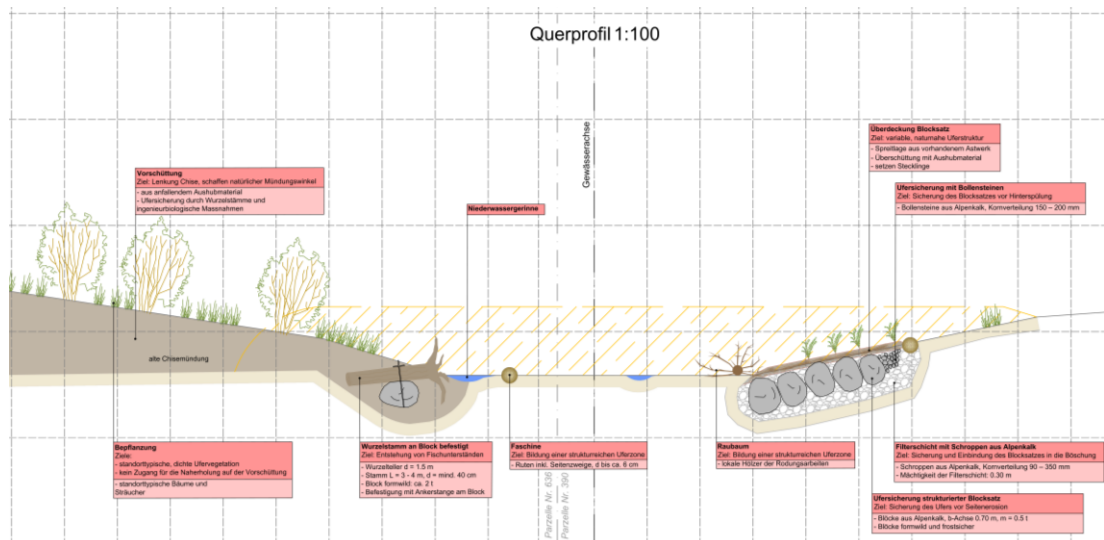 Querprofil 1:100
Gewässerachse
Überdeckung Blocksatz
Ziel: variable, naturnahe Uferstruktur
- Spreitlage aus vorhandenem Astwerk
- Überschüttung mit Aushubmaterial
- setzen Stecklinge
Vorschüttung
Ziel: Lenkung Chise, schaffen natürlicher Mündungswinkel
- aus anfallendem Aushubmaterial
- Ufersicherung durch Wurzelstämme und
ingenieurbiologische Massnahmen
Ufersicherung mit Bollensteinen
Ziel: Sicherung des Blocksatzes vor Hinterspülung
- Bollensteine aus Alpenkalk, Kornverteilung 150 – 200 mm
Niederwassergerinne
alte Chisemündung
Bepflanzung
Ziele:
- standorttypische, dichte Ufervegetation
- kein Zugang für die Naherholung auf der Vorschüttung
- standorttypische Bäume und
Sträucher
Wurzelstamm an Block befestigt
Ziel: Entstehung von Fischunterständen
- Wurzelteller d = 1.5 m
- Stamm L = 3 - 4 m, d = mind. 40 cm
- Block formwild: ca. 2 t
- Befestigung mit Ankerstange am Block
Faschine
Ziel: Bildung einer strukturreichen Uferzone
- Ruten inkl. Seitenzweige, d bis ca. 6 cm
Raubaum
Ziel: Bildung einer strukturreichen Uferzone
- lokale Hölzer der Rodungsarbeiten
Filterschicht mit Schroppen aus Alpenkalk
Ziel: Sicherung und Einbindung des Blocksatzes in die Böschung
- Schroppen aus Alpenkalk, Kornverteilung 90 – 350 mm
- Mächtigkeit der Filterschicht: 0.30 m
Ufersicherung strukturierter Blocksatz
Ziel: Sicherung des Ufers vor Seitenerosion
- Blöcke aus Alpenkalk, b-Achse 0.70 m, m = 0.5 t
- Blöcke formwild und frostsicher
Parzelle Nr. 636
Parzelle Nr. 390